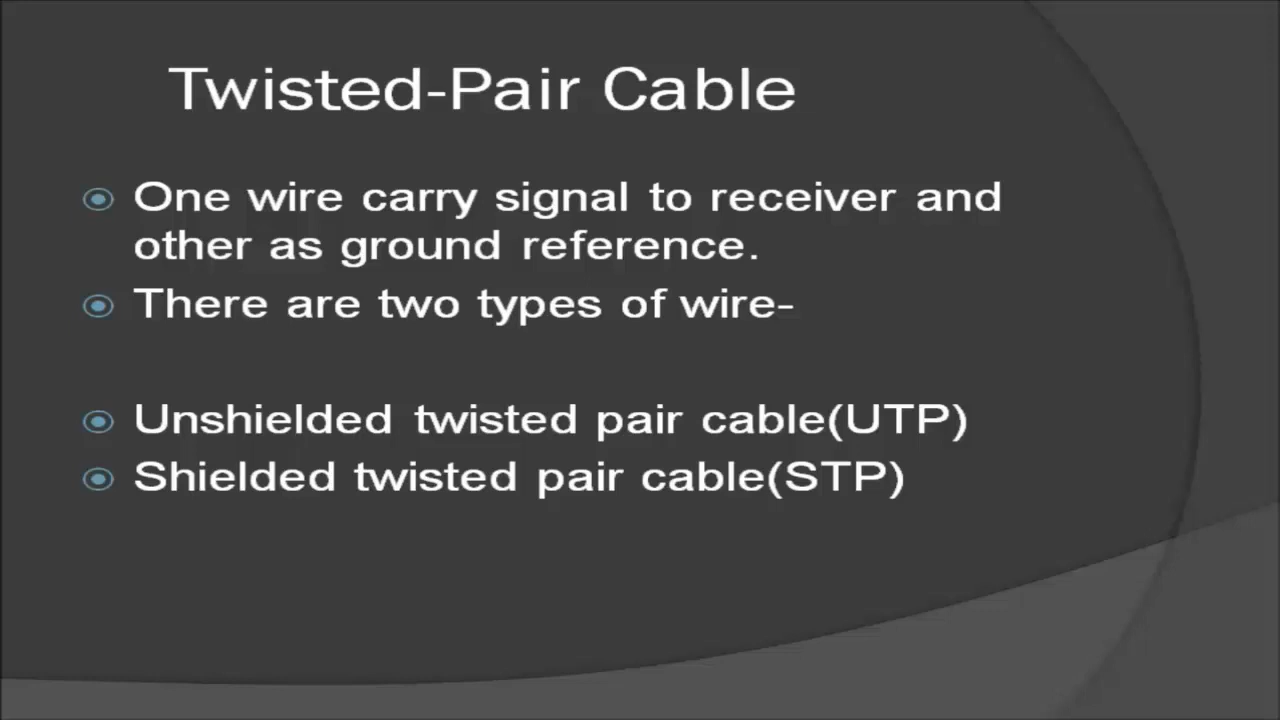 Twisted-Pair Cable
One wire carry signal to receiver and
other as ground reference.
There are two types of wire-
Unshielded twisted pair cable(UTP)
Shielded twisted pair cable(STP)